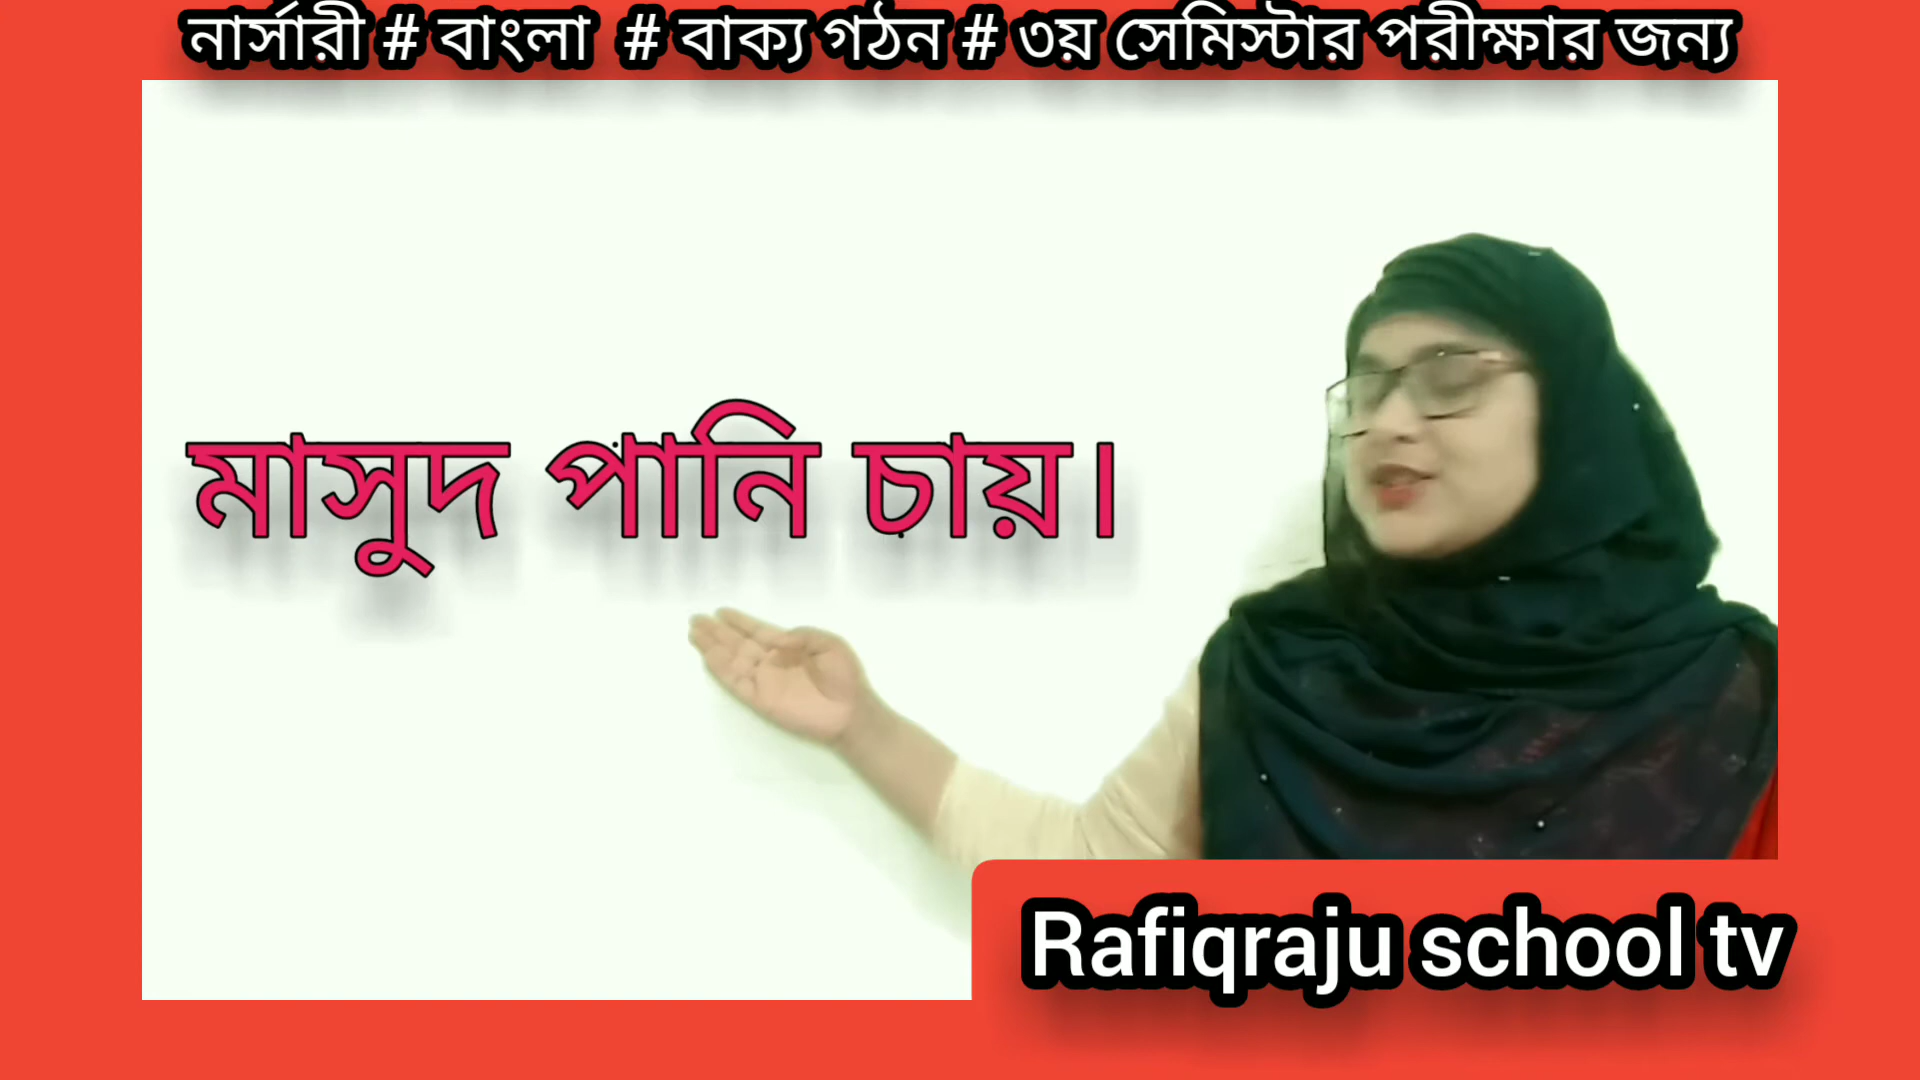 নার্সারী # বাংলা # বাক্য গঠন # ৩য় সেমিস্টার পরীক্ষার জন্য
মাসুদ পানি চায়।
Rafiqraju school tv